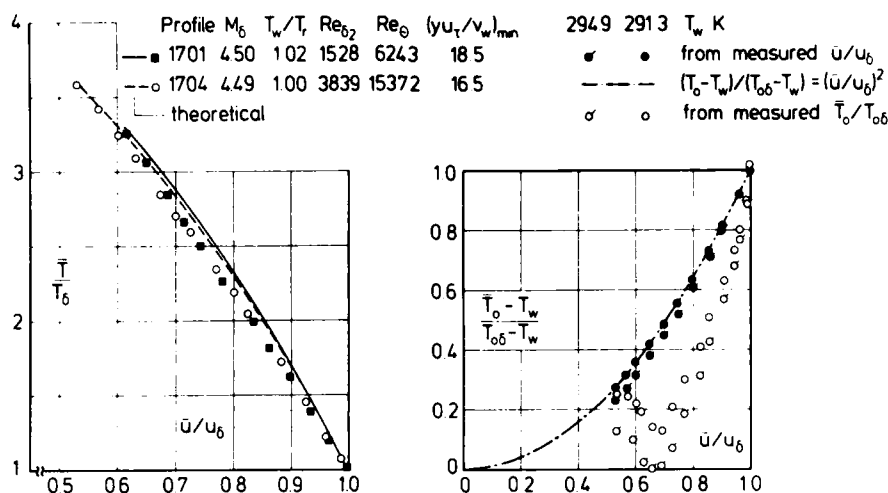 Profile M_δ T_w/T_r Re_δ2 Re_Θ (yu_τ/ν_w)_min
1701 4.50 1.02 1528 6243 18.5
1704 4.49 1.00 3839 15372 16.5
theoretical
294.9 291.3 T_w K
from measured ū/u_δ
(T_o-T_w)/(T_oδ-T_w) = (ū/u_δ)²
from measured T̄_o/T_oδ
4
3
T̄
T_δ
2
1
ū/u_δ
0.5 0.6 0.7 0.8 0.9 1.0
1.0
0.8
0.6
T̄_o - T_w
T_oδ - T_w
0.4
0.2
0
ū/u_δ
0 0.2 0.4 0.6 0.8 1.0